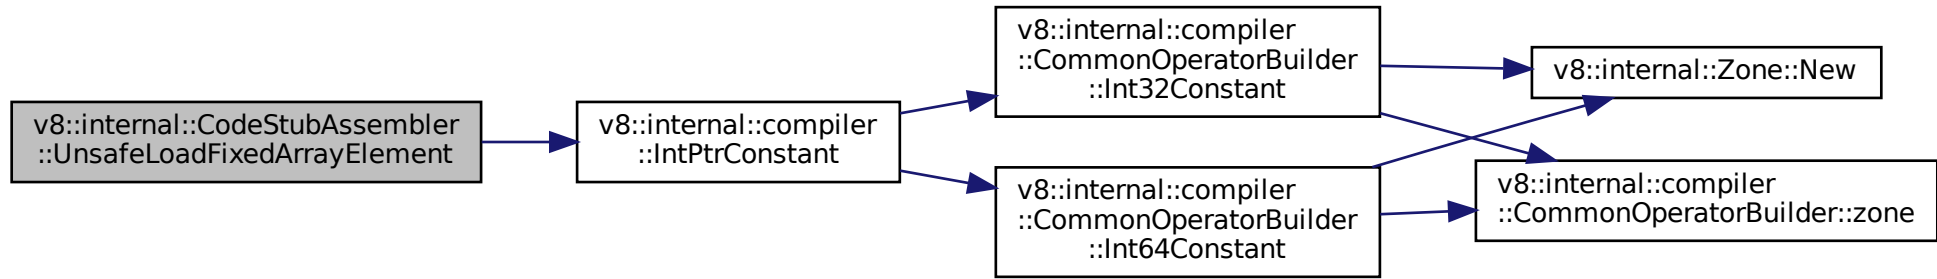 v8::internal::CodeStubAssembler
::UnsafeLoadFixedArrayElement
v8::internal::compiler
::IntPtrConstant
v8::internal::compiler
::CommonOperatorBuilder
::Int32Constant
v8::internal::compiler
::CommonOperatorBuilder
::Int64Constant
v8::internal::Zone::New
v8::internal::compiler
::CommonOperatorBuilder::zone